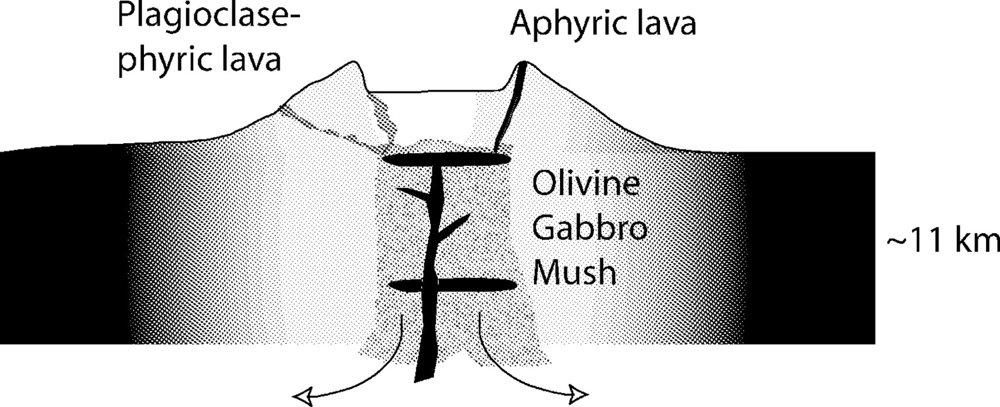 Plagioclase-
phyric lava
Aphyric lava
Olivine
Gabbro
Mush
~11 km